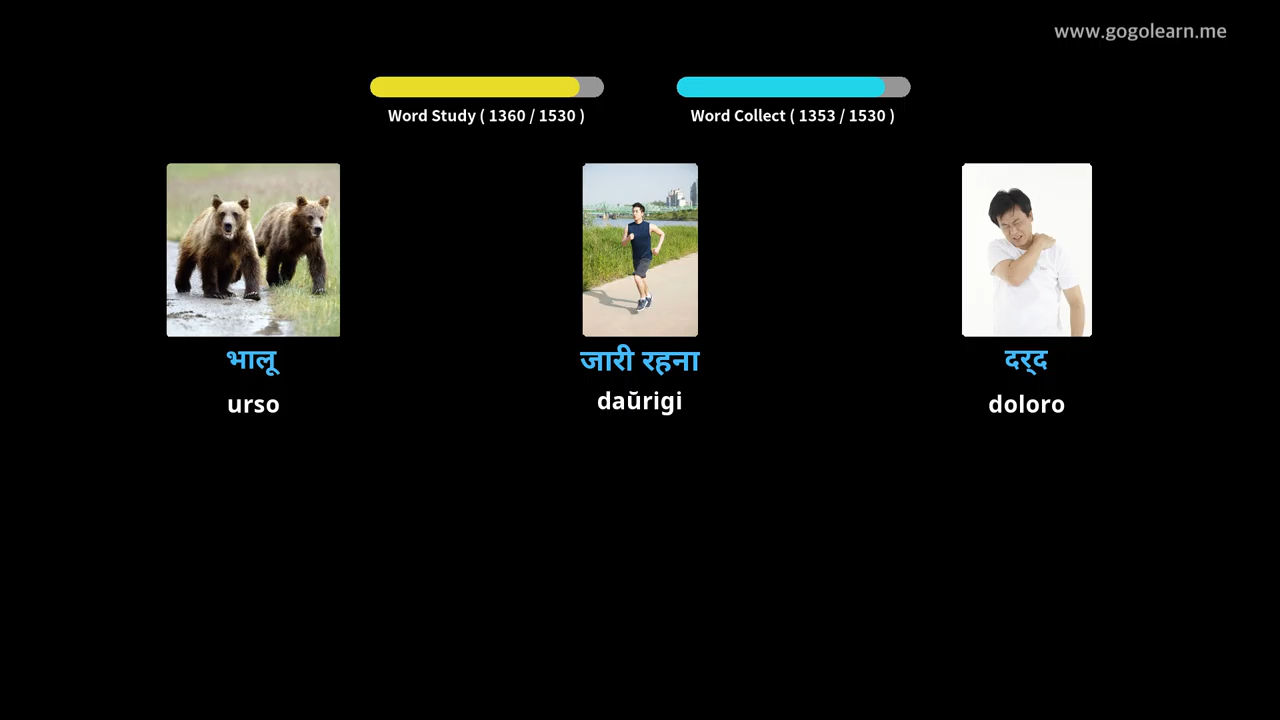 www.gogolearn.me
Word Study ( 1360 / 1530 )
Word Collect ( 1353 / 1530 )
भालू
जारी रहना
दर्द
urso
daŭrigi
doloro